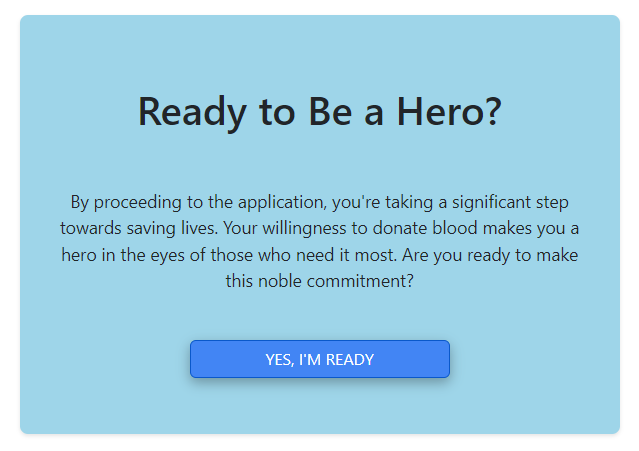 Ready to Be a Hero?
By proceeding to the application, you're taking a significant step
towards saving lives. Your willingness to donate blood makes you a
hero in the eyes of those who need it most. Are you ready to make
this noble commitment?
YES, I'M READY